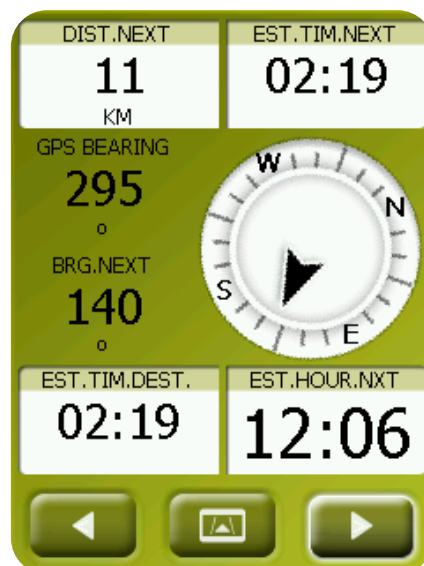 DIST.NEXT
11
KM
EST.TIM.NEXT
02:19
GPS BEARING
295
°
BRG.NEXT
140
°
W
N
S
E
EST.TIM.DEST.
02:19
EST.HOUR.NXT
12:06